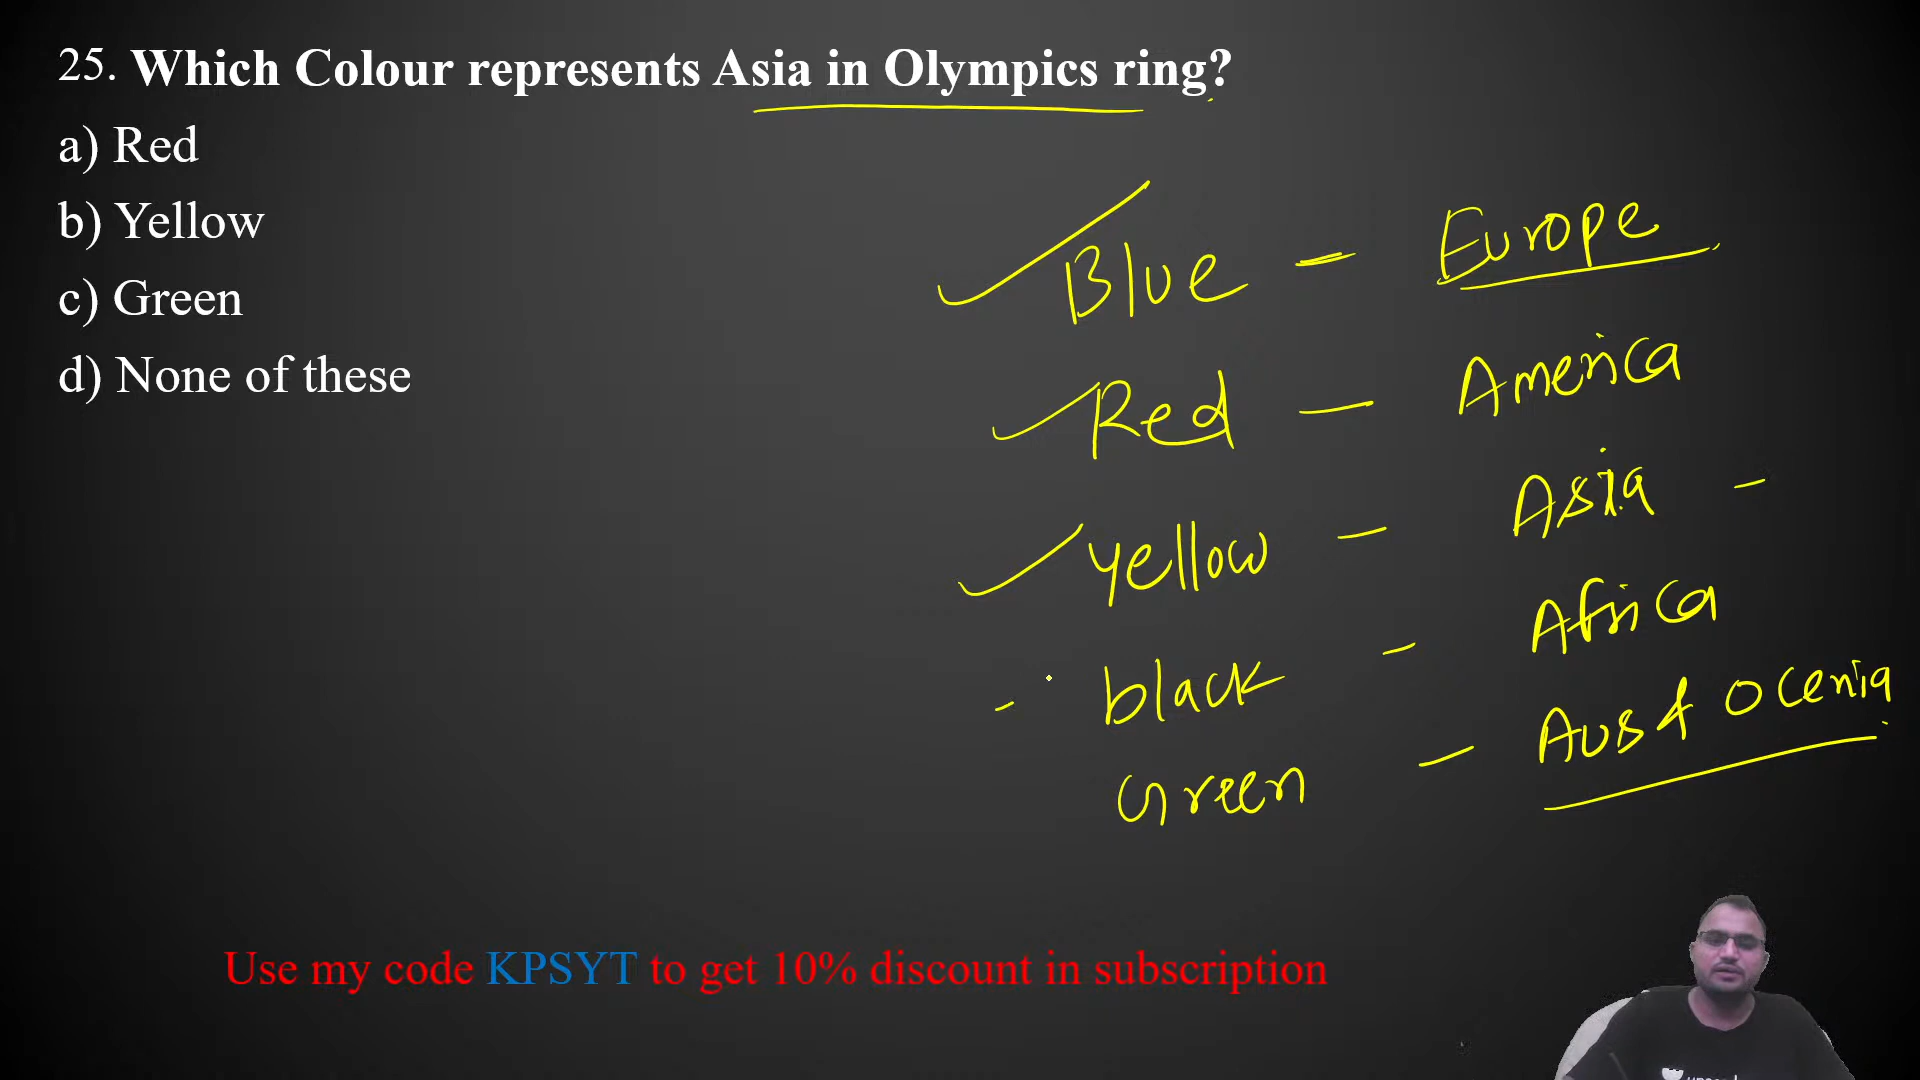 25. Which Colour represents Asia in Olympics ring?
a) Red
b) Yellow
c) Green
d) None of these
Blue - Europe
Red - America
Yellow - Asia -
- black - Africa
Green - Aus & Ocenia
Use my code KPSYT to get 10% discount in subscription